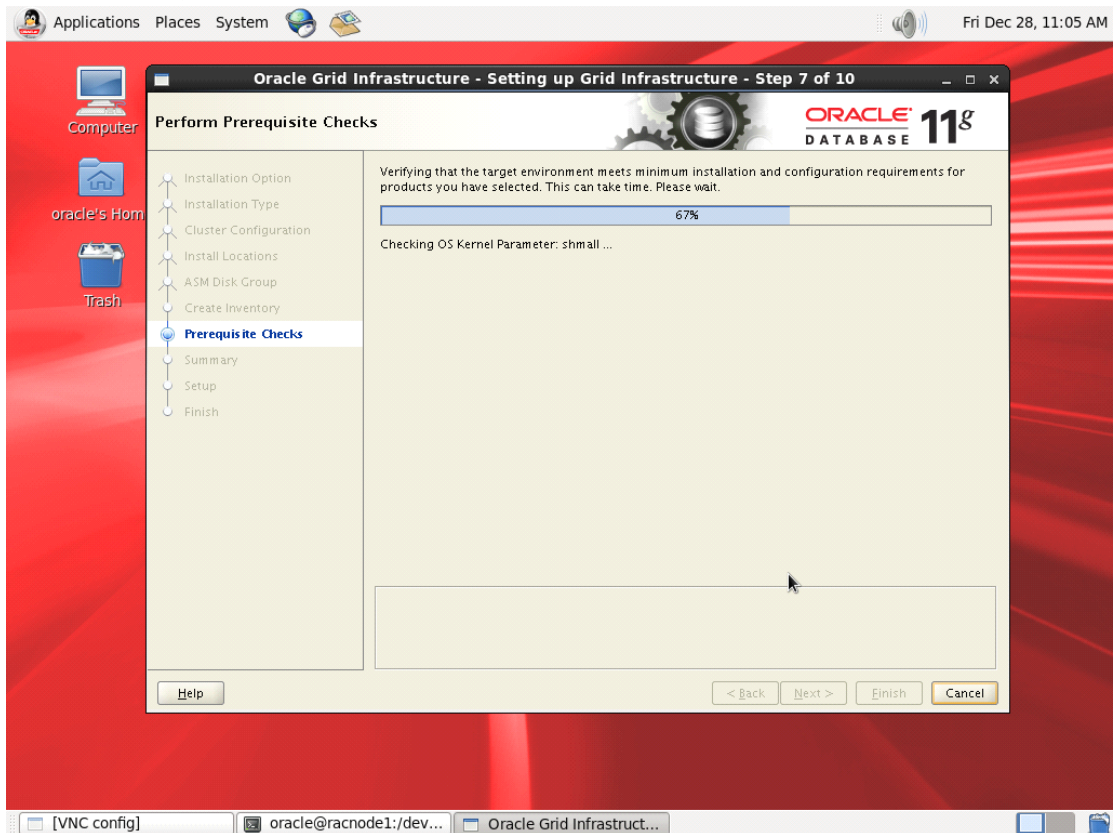 Applications Places System Fri Dec 28, 11:05 AM
Computer
oracle's Hom
Trash
Oracle Grid Infrastructure - Setting up Grid Infrastructure - Step 7 of 10
Perform Prerequisite Checks
ORACLE
DATABASE 11g
Installation Option
Installation Type
Cluster Configuration
Install Locations
ASM Disk Group
Create Inventory
Prerequisite Checks
Summary
Setup
Finish
Verifying that the target environment meets minimum installation and configuration requirements for
products you have selected. This can take time. Please wait.
67%
Checking OS Kernel Parameter: shmall ...
Help < Back Next > Finish Cancel
[VNC config] oracle@racnode1:/dev... Oracle Grid Infrastruct...